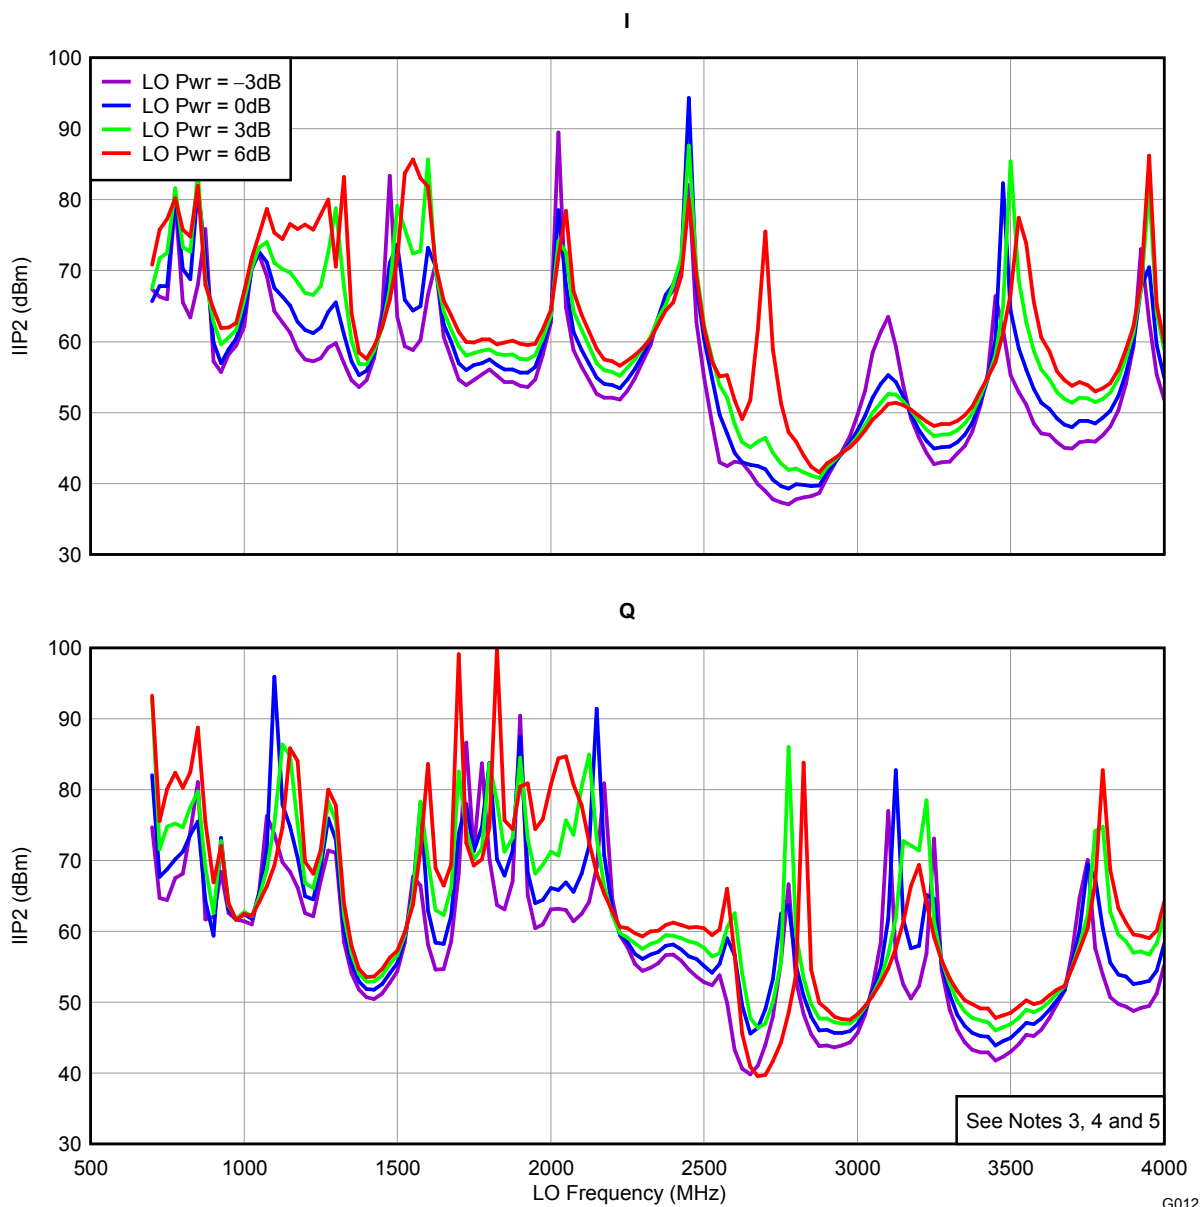 I
100
90
80
70
60
50
40
30
IIP2 (dBm)
LO Pwr = −3dB
LO Pwr = 0dB
LO Pwr = 3dB
LO Pwr = 6dB
Q
100
90
80
70
60
50
40
30
IIP2 (dBm)
See Notes 3, 4 and 5
500 1000 1500 2000 2500 3000 3500 4000
LO Frequency (MHz)
G012